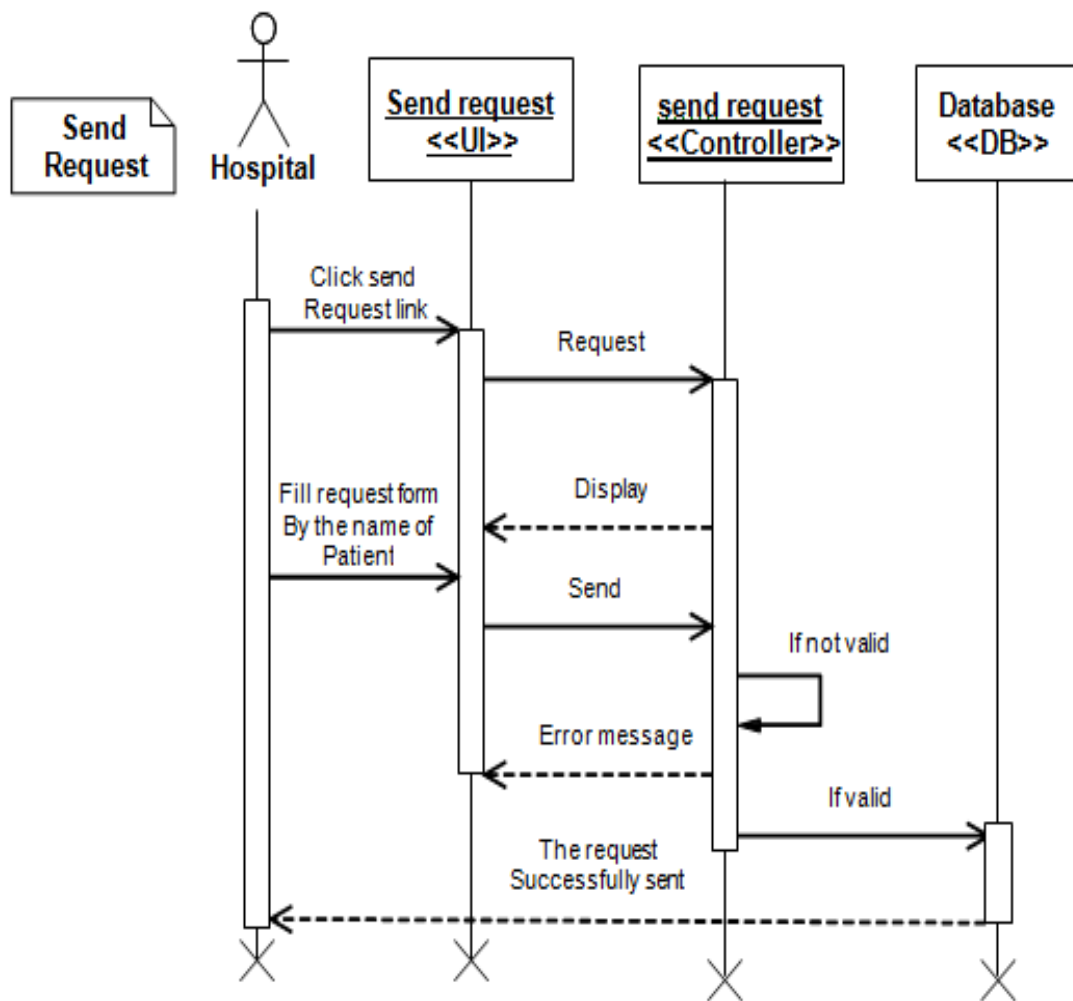 Send
Request
Hospital
Send request
<<UI>>
send request
<<Controller>>
Database
<<DB>>
Click send
Request link
Request
Display
Fill request form
By the name of
Patient
Send
If not valid
Error message
If valid
The request
Successfully sent